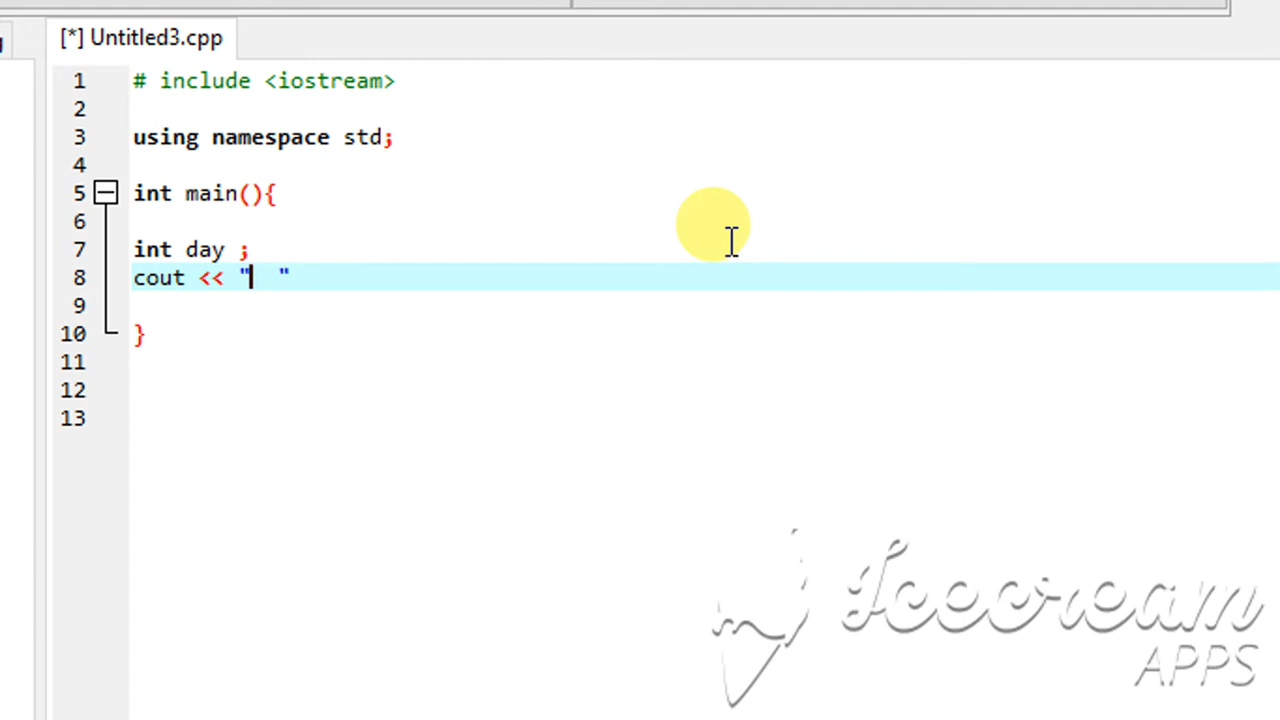 [*] Untitled3.cpp
1 # include <iostream>
2
3 using namespace std;
4
5 int main(){
6
7 int day ;
8 cout << "  "
9
10 }
11
12
13
Icecream
APPS